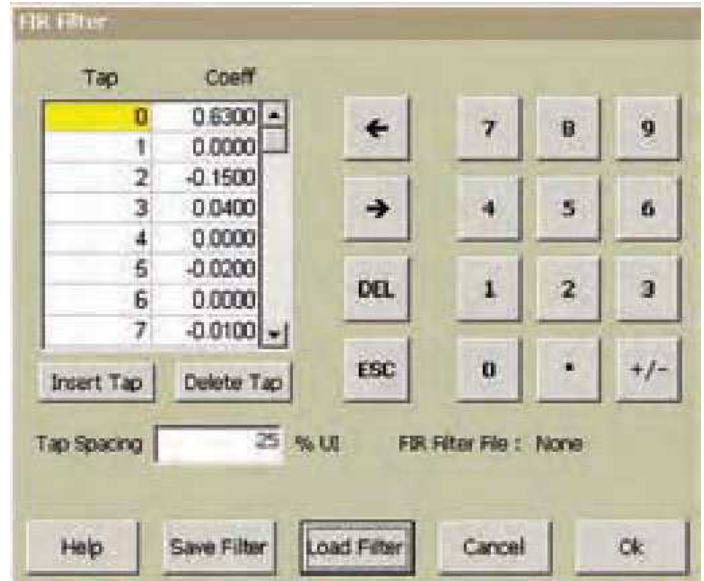 FIR Filter
Tap Coeff
0 0.6300
1 0.0000
2 -0.1500
3 0.0400
4 0.0000
5 -0.0200
6 0.0000
7 -0.0100
← 7 8 9
→ 4 5 6
DEL 1 2 3
ESC 0 • +/-
Insert Tap Delete Tap
Tap Spacing 25 % UI FIR Filter File : None
Help Save Filter Load Filter Cancel Ok